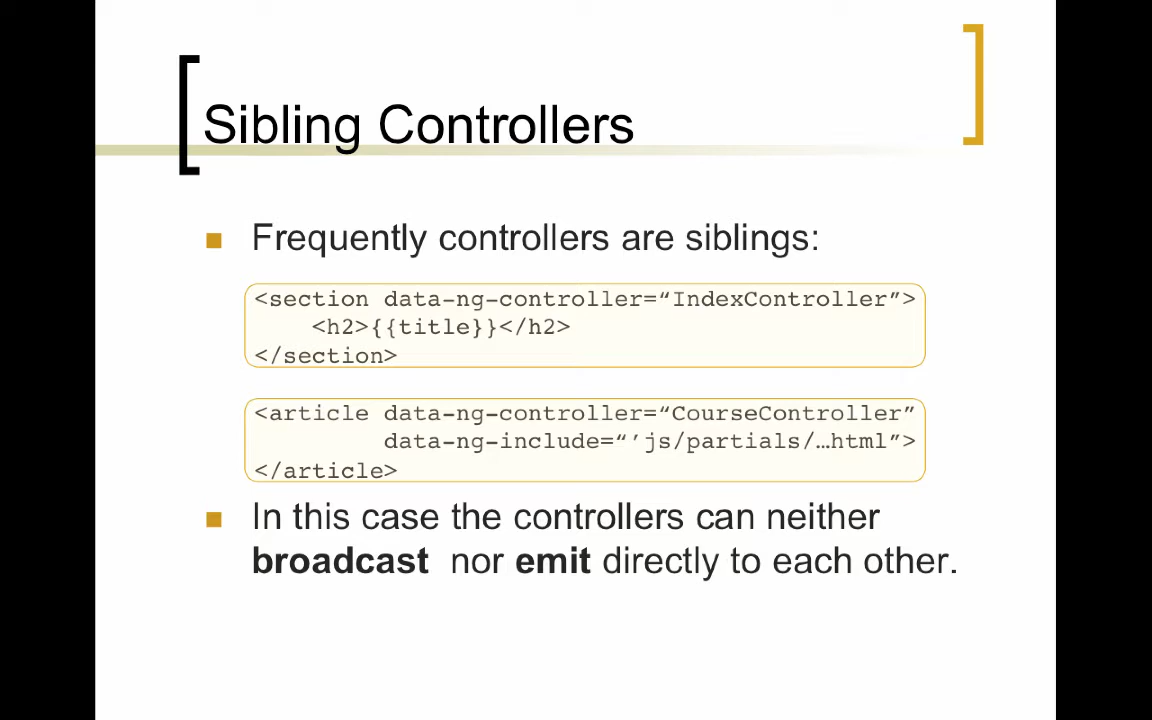 Sibling Controllers
Frequently controllers are siblings:
<section data-ng-controller=“IndexController”>
<h2>{{title}}</h2>
</section>
<article data-ng-controller=“CourseController”
data-ng-include=“’js/partials/…html”>
</article>
In this case the controllers can neither
broadcast nor emit directly to each other.